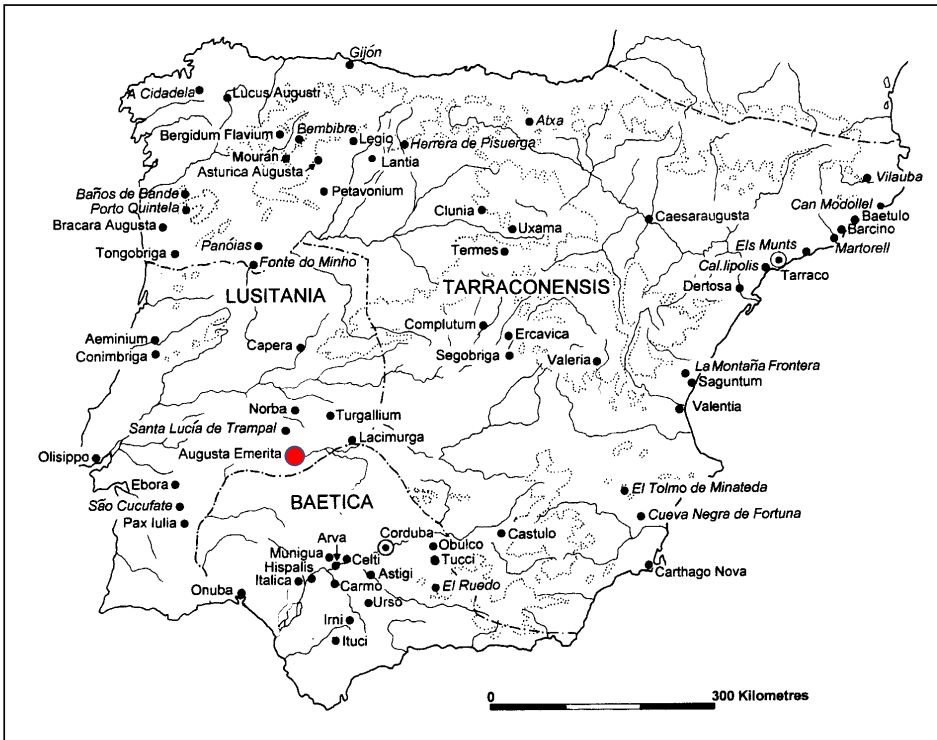 Gijón
A Cidadela
Lucus Augusti
Atxa
Bergidum Flavium
Bembibre
Legio
Herrera de Pisuerga
Mourán
Lantia
Asturica Augusta
Vilauba
Baños de Bande
Petavonium
Porto Quintela
Can Modollel
Clunia
Caesaraugusta
Baetulo
Bracara Augusta
Uxama
Barcino
Panóias
Termes
Els Munts
Martorell
Tongobriga
Fonte do Minho
Cal.lipolis
Tarraco
LUSITANIA
TARRACONENSIS
Dertosa
Complutum
Ercavica
Aeminium
Capera
Conimbriga
Segobriga
Valeria
La Montaña Frontera
Saguntum
Norba
Turgallium
Valentia
Santa Lucía de Trampal
Lacimurga
Olisippo
Augusta Emerita
Ebora
El Tolmo de Minateda
BAETICA
São Cucufate
Cueva Negra de Fortuna
Pax Iulia
Arva
Corduba
Castulo
Munigua
Obulco
Hispalis
Celti
Tucci
Italica
Astigi
Carthago Nova
Carmo
El Ruedo
Onuba
Urso
Irni
Ituci
0
300 Kilometres